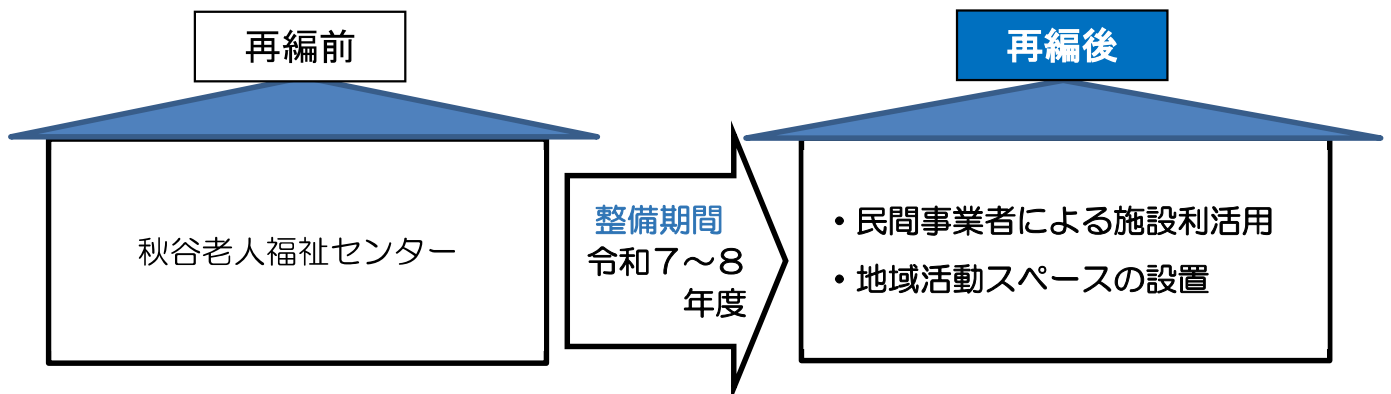 再編前
秋谷老人福祉センター
整備期間
令和７～８
年度
再編後
・民間事業者による施設利活用
・地域活動スペースの設置